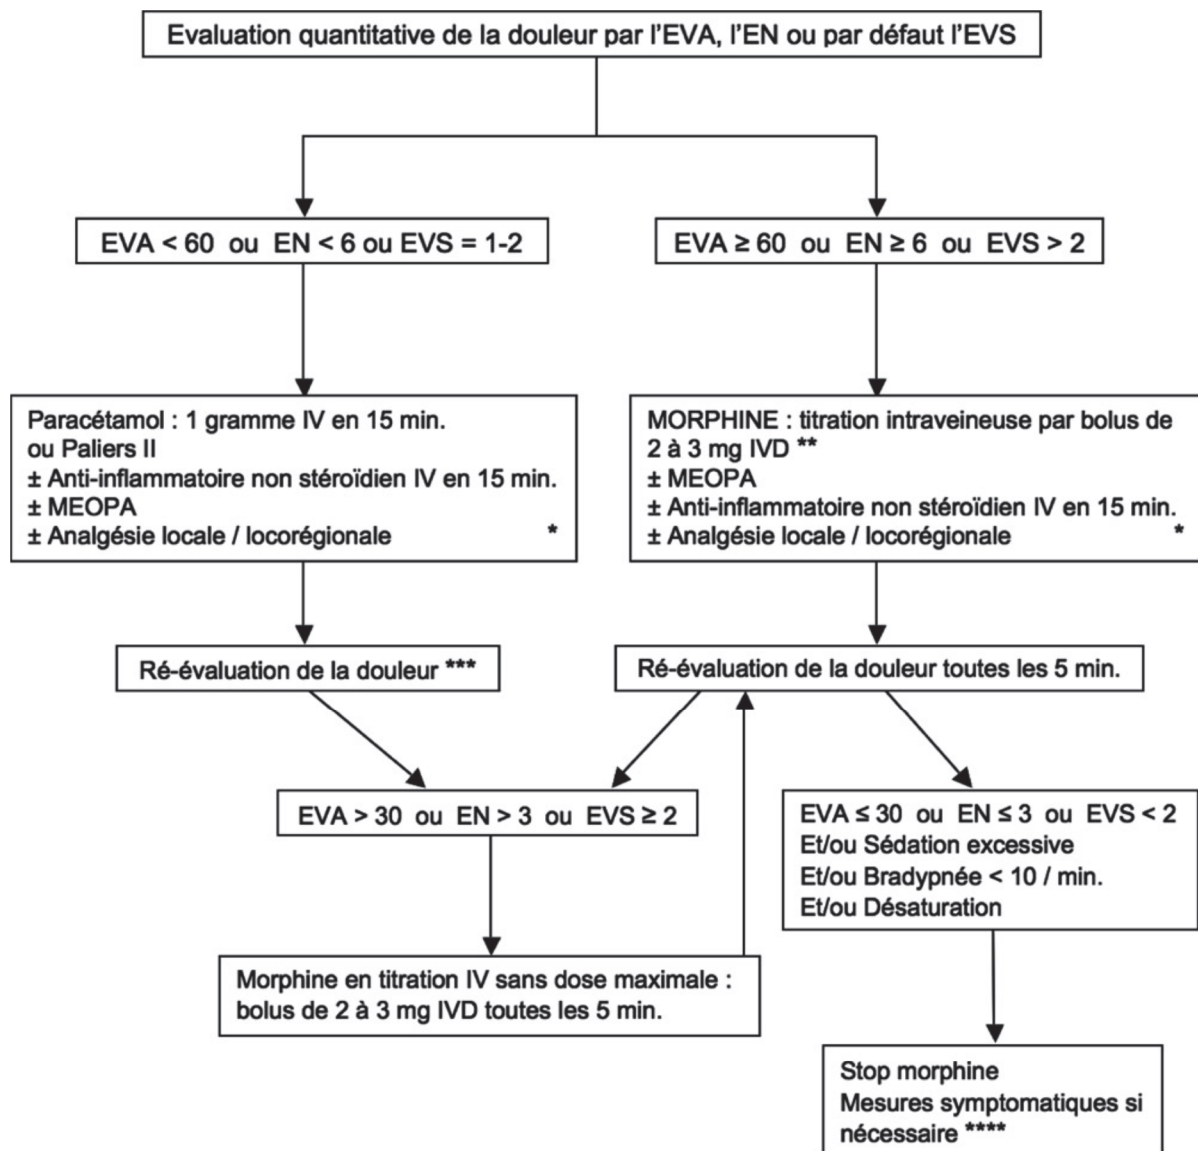 Evaluation quantitative de la douleur par l'EVA, l'EN ou par défaut l'EVS
EVA < 60 ou EN < 6 ou EVS = 1-2
EVA ≥ 60 ou EN ≥ 6 ou EVS > 2
Paracétamol : 1 gramme IV en 15 min.
ou Paliers II
± Anti-inflammatoire non stéroïdien IV en 15 min.
± MEOPA
± Analgésie locale / locorégionale *
MORPHINE : titration intraveineuse par bolus de
2 à 3 mg IVD **
± MEOPA
± Anti-inflammatoire non stéroïdien IV en 15 min.
± Analgésie locale / locorégionale *
Ré-évaluation de la douleur ***
Ré-évaluation de la douleur toutes les 5 min.
EVA > 30 ou EN > 3 ou EVS ≥ 2
EVA ≤ 30 ou EN ≤ 3 ou EVS < 2
Et/ou Sédation excessive
Et/ou Bradypnée < 10 / min.
Et/ou Désaturation
Morphine en titration IV sans dose maximale :
bolus de 2 à 3 mg IVD toutes les 5 min.
Stop morphine
Mesures symptomatiques si
nécessaire ****